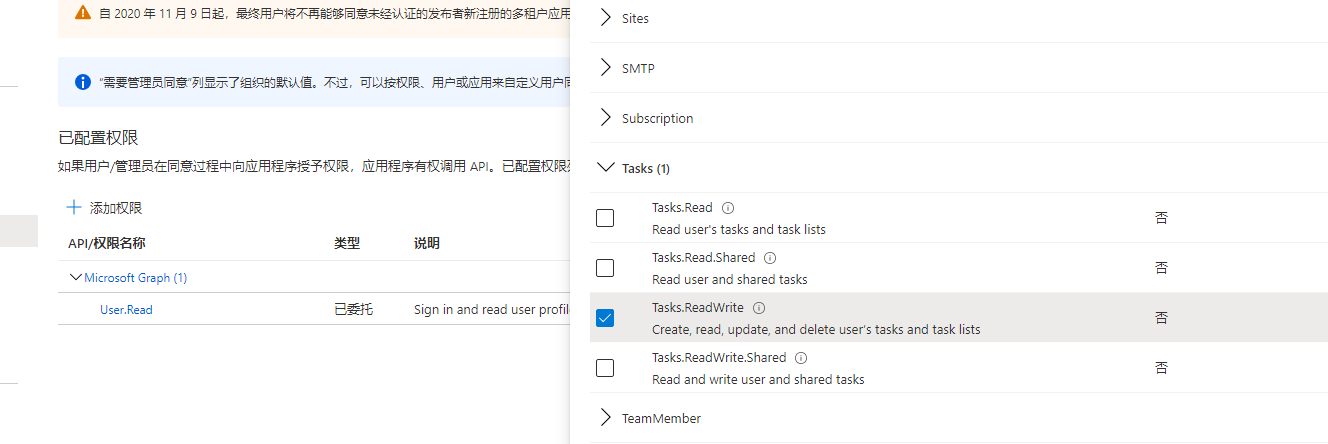 自 2020 年 11 月 9 日起，最终用户将不再能够同意未经认证的发布者新注册的多租户应用
"需要管理员同意"列显示了组织的默认值。不过，可以按权限、用户或应用来自定义用户同
已配置权限
如果用户/管理员在同意过程中向应用程序授予权限，应用程序有权调用 API。已配置权限
添加权限
API/权限名称 类型 说明
Microsoft Graph (1)
User.Read 已委托 Sign in and read user profile
Sites
SMTP
Subscription
Tasks (1)
Tasks.Read
Read user's tasks and task lists
否
Tasks.Read.Shared
Read user and shared tasks
否
Tasks.ReadWrite
Create, read, update, and delete user's tasks and task lists
否
Tasks.ReadWrite.Shared
Read and write user and shared tasks
否
TeamMember